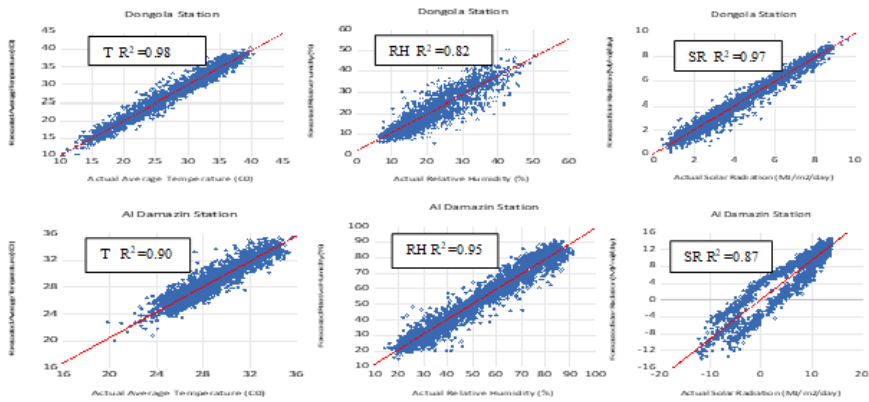 Dongola Station
Dongola Station
Dongola Station
T R²=0.98
RH R²=0.82
SR R²=0.97
45
40
35
30
25
20
15
10
10 15 20 25 30 35 40 45
Actual Average Temperature (C0)
60
50
40
30
20
10
0
0 10 20 30 40 50 60
Actual Relative Humidity (%)
10
8
6
4
2
0
0 2 4 6 8 10
Actual Solar Radiation (MJ/m2/day)
Al Damazin Station
Al Damazin Station
Al Damazin Station
T R²=0.90
RH R²=0.95
SR R²=0.87
36
32
28
24
20
16
16 20 24 28 32 36
Actual Average Temperature (C0)
100
90
80
70
60
50
40
30
20
10
10 20 30 40 50 60 70 80 90 100
Actual Relative Humidity (%)
16
12
8
4
0
-4
-8
-12
-16
-20 -10 0 10 20
Actual Solar Radiation (MJ/m2/day)